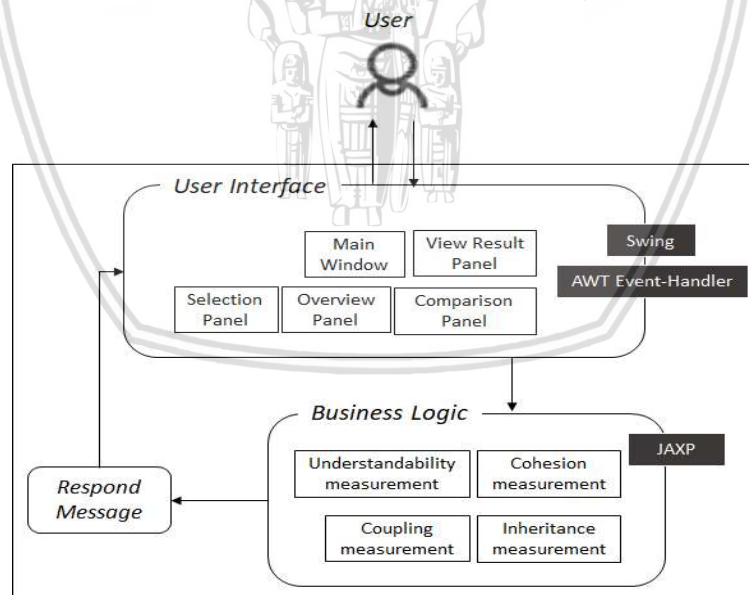 User
User Interface
Main
Window
View Result
Panel
Swing
AWT Event-Handler
Selection
Panel
Overview
Panel
Comparison
Panel
Business Logic
JAXP
Understandability
measurement
Cohesion
measurement
Respond
Message
Coupling
measurement
Inheritance
measurement